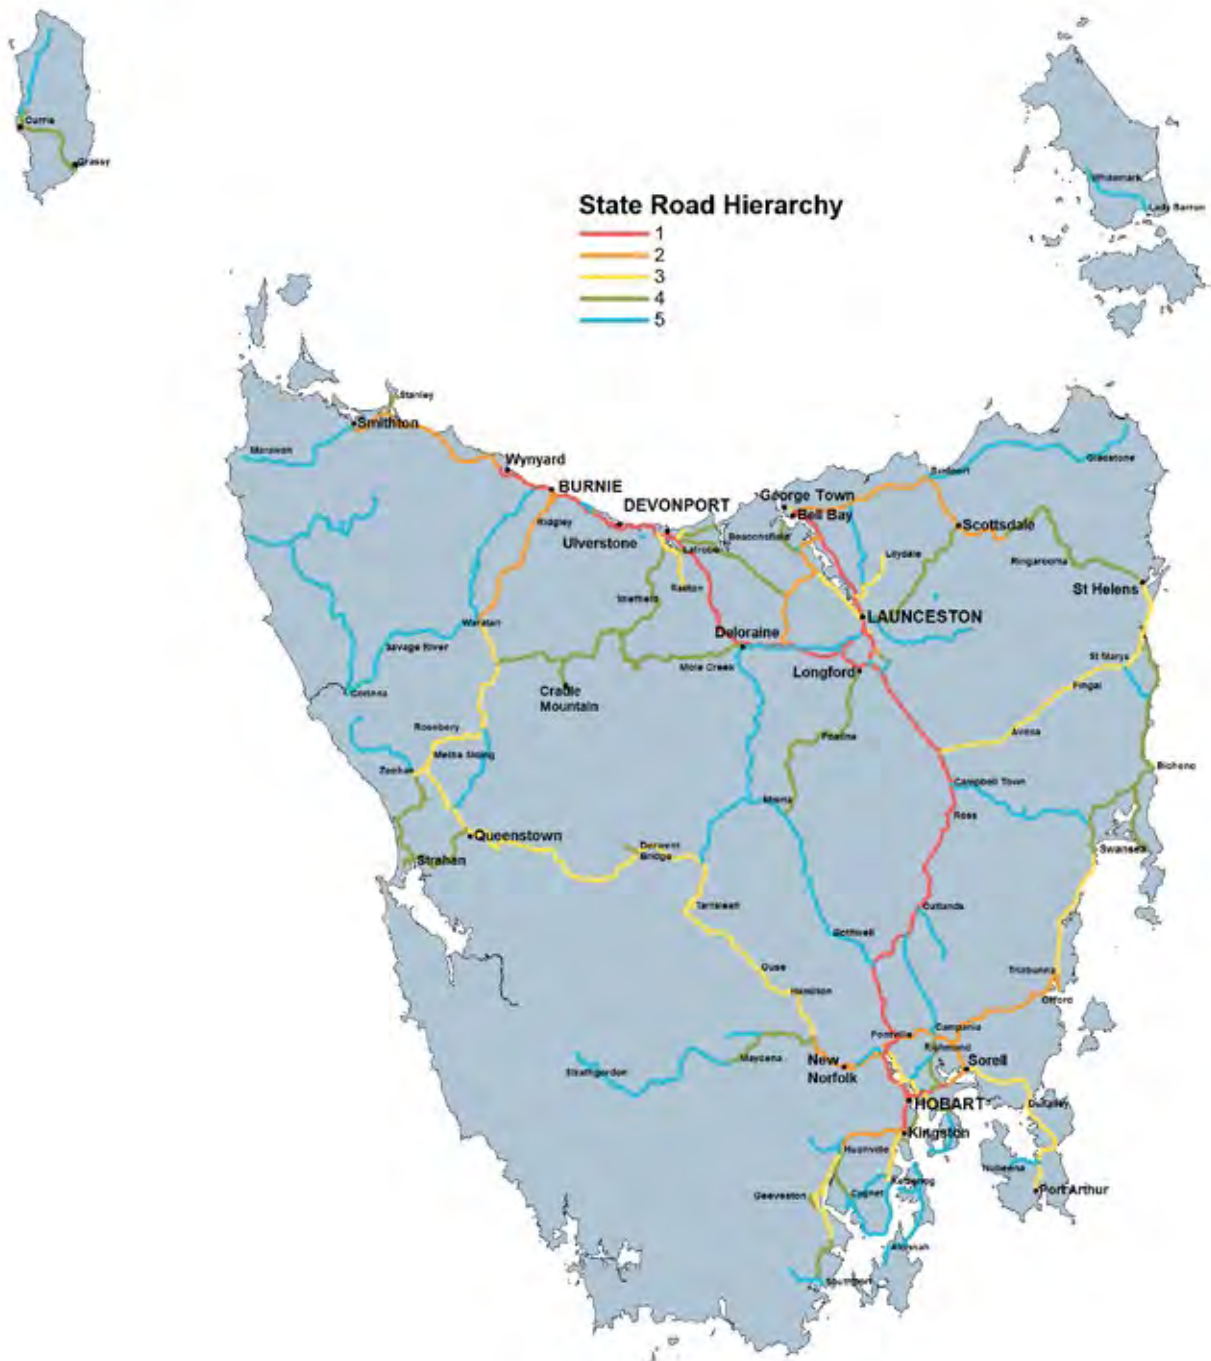 Currie
Grassy
Whitemark
Lady Barron
State Road Hierarchy
1
2
3
4
5
Stanley
Smithton
Marrawah
Wynyard
BURNIE
Ridgley
DEVONPORT
Ulverstone
Latrobe
Railton
Sheffield
George Town
Bell Bay
Beaconsfield
Bridport
Gladstone
Scottsdale
Lilydale
Ringarooma
St Helens
LAUNCESTON
Waratah
Savage River
Deloraine
Mole Creek
Longford
St Marys
Fingal
Corinna
Cradle
Mountain
Rosebery
Melba Siding
Zeehan
Poatina
Avoca
Bicheno
Campbell Town
Miena
Ross
Queenstown
Strahan
Derwent
Bridge
Swansea
Tarraleah
Oatlands
Bothwell
Ouse
Hamilton
Triabunna
Orford
Pontville
Campania
Richmond
Sorell
Maydena
Strathgordon
New
Norfolk
HOBART
Dunalley
Kingston
Huonville
Nubeena
Port Arthur
Geeveston
Cygnet
Kettering
Alonnah
Southport